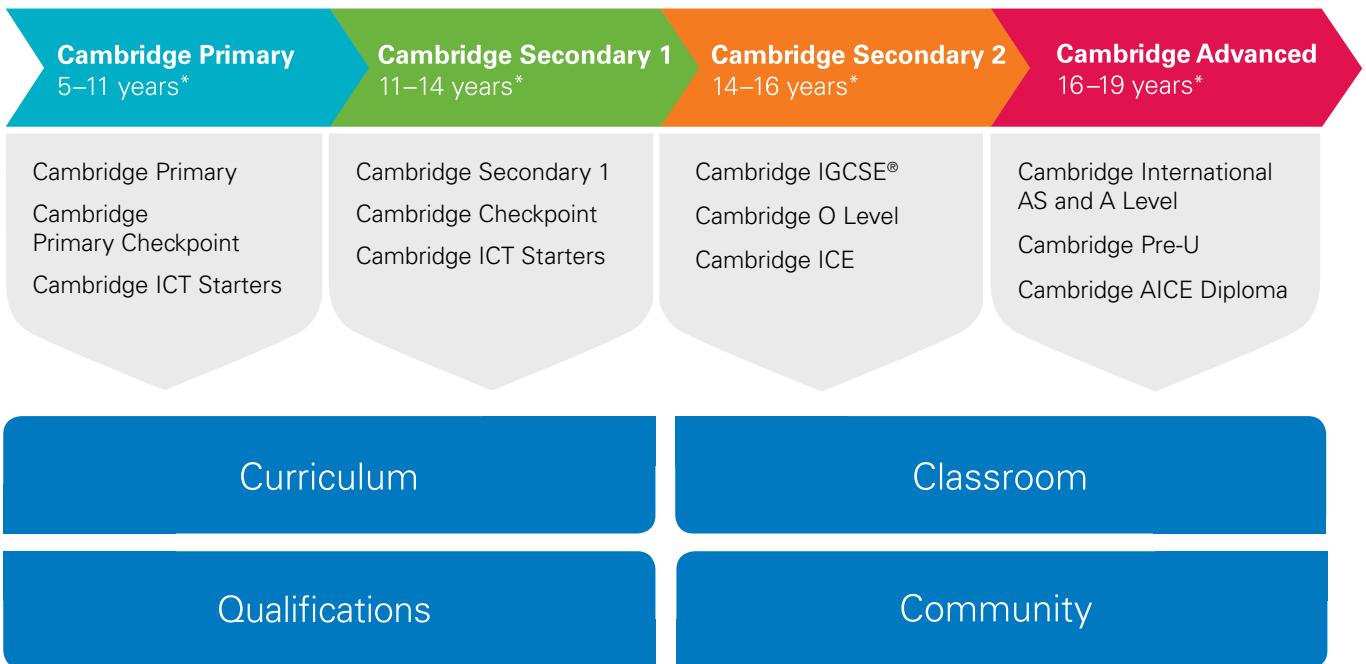 Cambridge Primary
5–11 years*
Cambridge Secondary 1
11–14 years*
Cambridge Secondary 2
14–16 years*
Cambridge Advanced
16–19 years*
Cambridge Primary
Cambridge
Primary Checkpoint
Cambridge ICT Starters
Cambridge Secondary 1
Cambridge Checkpoint
Cambridge ICT Starters
Cambridge IGCSE®
Cambridge O Level
Cambridge ICE
Cambridge International
AS and A Level
Cambridge Pre-U
Cambridge AICE Diploma
Curriculum
Classroom
Qualifications
Community